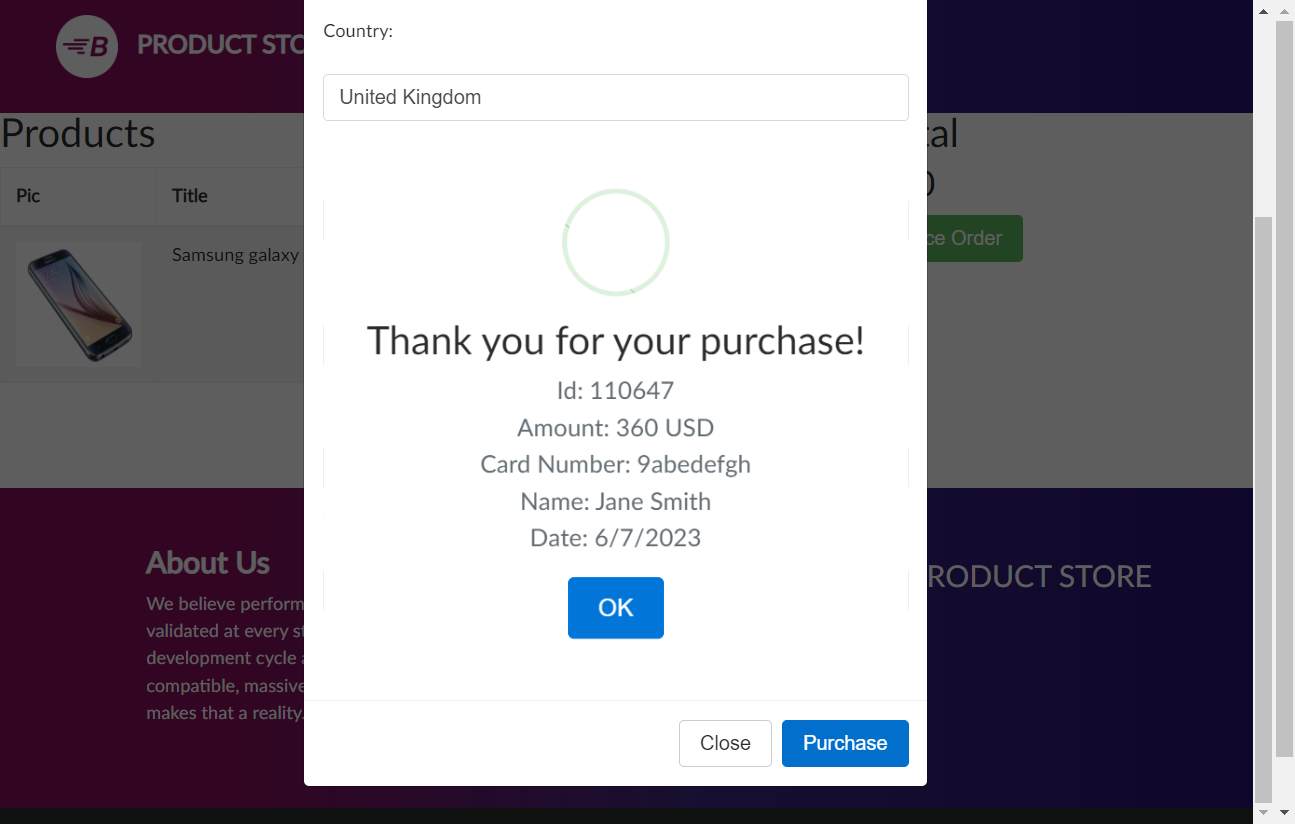 B PRODUCT STO
Country:
United Kingdom
Products
tal
Pic
Title
Samsung galaxy
ce Order
Thank you for your purchase!
Id: 110647
Amount: 360 USD
Card Number: 9abedefgh
Name: Jane Smith
Date: 6/7/2023
OK
About Us
We believe perform
validated at every st
development cycle a
compatible, massive
makes that a reality.
RODUCT STORE
Close
Purchase